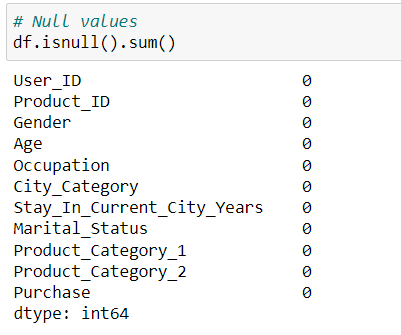 # Null values
df.isnull().sum()
User_ID 0
Product_ID 0
Gender 0
Age 0
Occupation 0
City_Category 0
Stay_In_Current_City_Years 0
Marital_Status 0
Product_Category_1 0
Product_Category_2 0
Purchase 0
dtype: int64